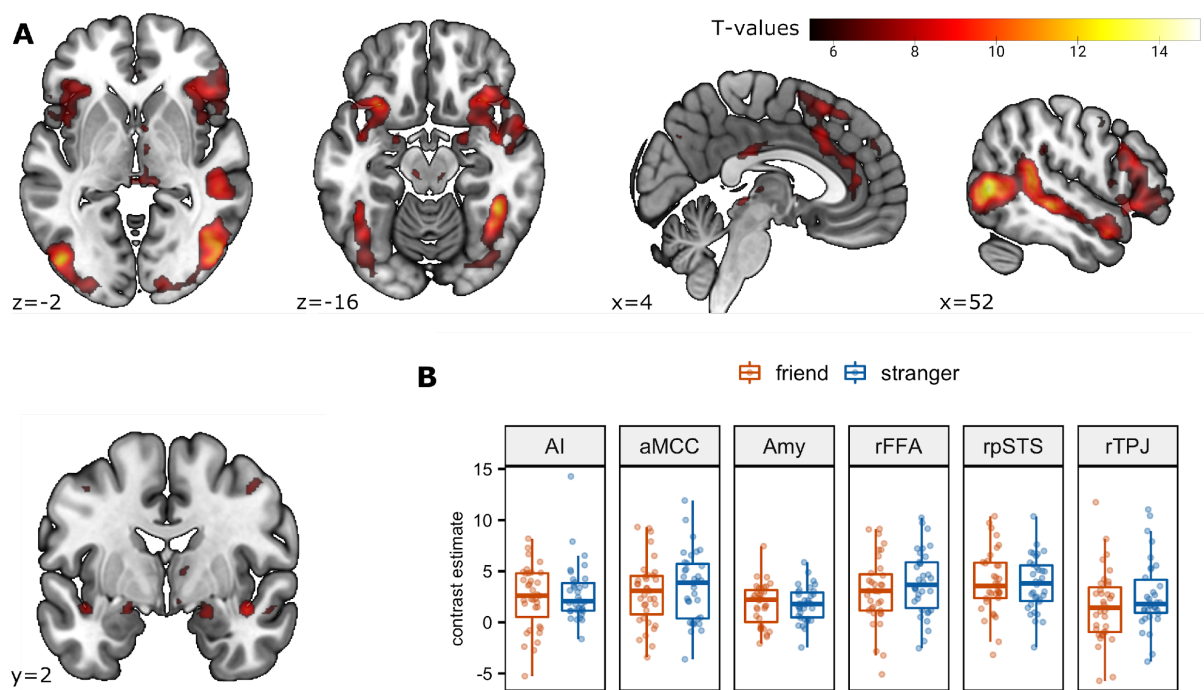 A
T-values
6 8 10 12 14
z=-2
z=-16
x=4
x=52
B
friend stranger
y=2
AI aMCC Amy rFFA rpSTS rTPJ
contrast estimate
15
10
5
0
-5